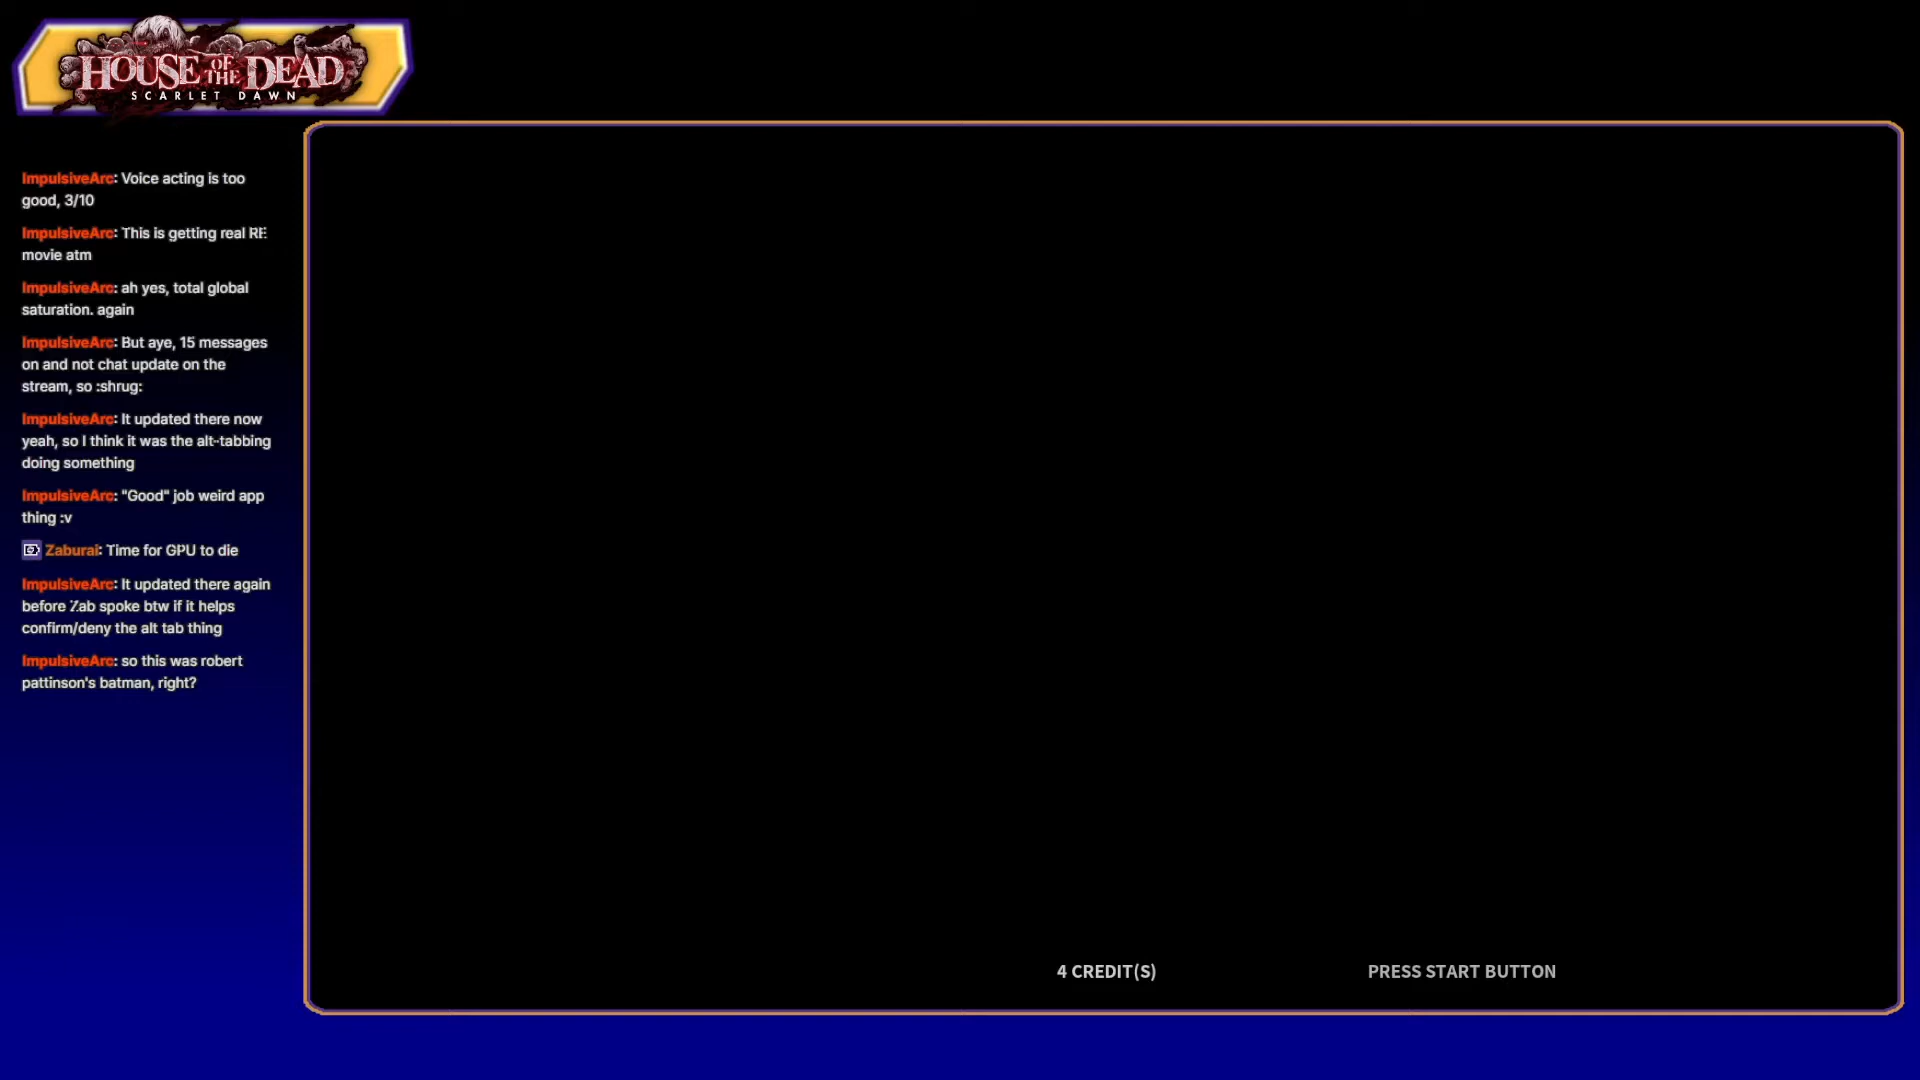 HOUSE OF THE DEAD
SCARLET DAWN
ImpulsiveArc: Voice acting is too
good, 3/10
ImpulsiveArc: This is getting real RE
movie atm
ImpulsiveArc: ah yes, total global
saturation. again
ImpulsiveArc: But aye, 15 messages
on and not chat update on the
stream, so :shrug:
ImpulsiveArc: It updated there now
yeah, so I think it was the alt-tabbing
doing something
ImpulsiveArc: "Good" job weird app
thing :v
Zaburai: Time for GPU to die
ImpulsiveArc: It updated there again
before Zab spoke btw if it helps
confirm/deny the alt tab thing
ImpulsiveArc: so this was robert
pattinson's batman, right?
4 CREDIT(S)
PRESS START BUTTON